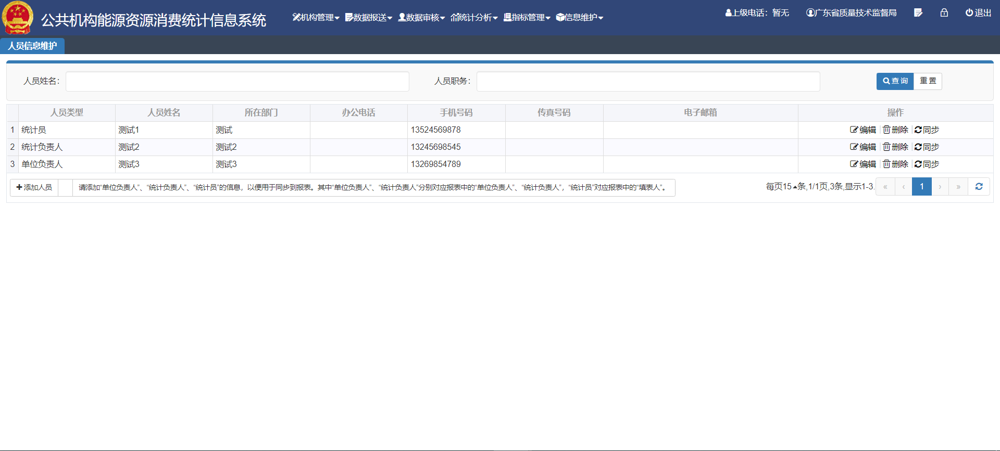 公共机构能源资源消费统计信息系统 机构管理 数据报送 数据审核 统计分析 指标管理 信息维护 上级电话：暂无 广东省质量技术监督局 退出
人员信息维护
人员姓名： 人员职务： 查询 重置
人员类型 人员姓名 所在部门 办公电话 手机号码 传真号码 电子邮箱 操作
1 统计员 测试1 测试 13524569878 编辑 删除 同步
2 统计负责人 测试2 测试2 13245698545 编辑 删除 同步
3 单位负责人 测试3 测试3 13269854789 编辑 删除 同步
添加人员 请添加“单位负责人”、“统计负责人”、“统计员”的信息，以便用于同步到报表。其中“单位负责人”、“统计负责人”分别对应报表中的“单位负责人”、“统计负责人”，“统计员”对应报表中的“填表人”。 每页15条,1/1页,3条,显示1-3. « ‹ 1 › »